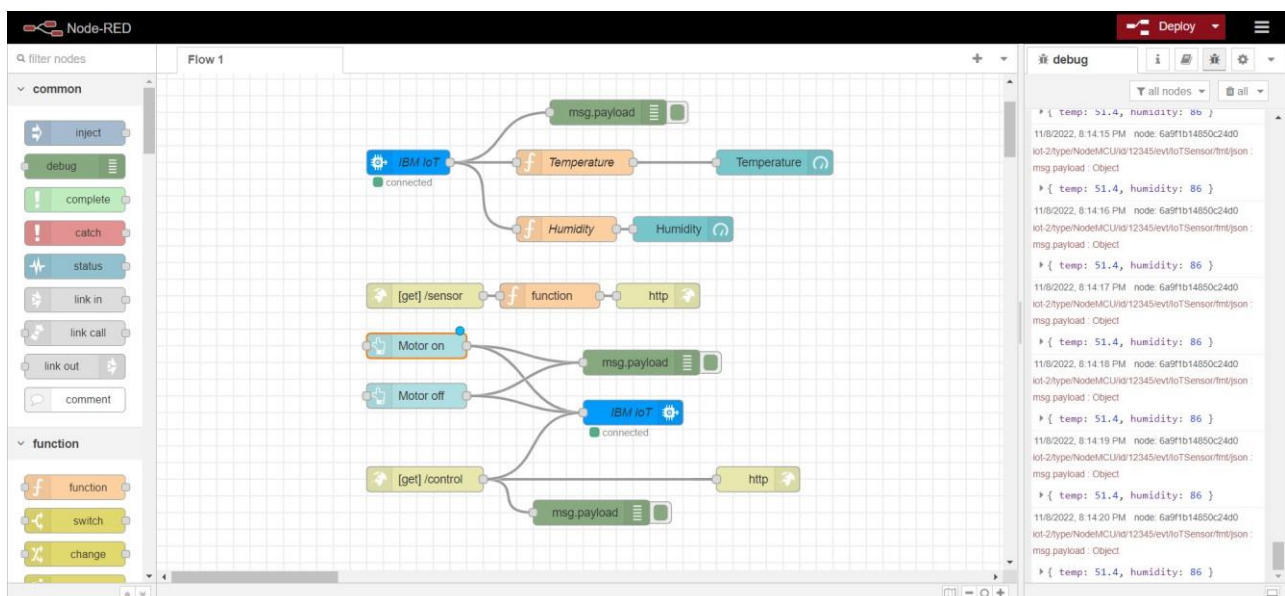 Node-RED
Deploy
filter nodes
Flow 1
debug
i
all nodes
all
common
inject
debug
complete
catch
status
link in
link call
link out
comment
function
function
switch
change
msg.payload
IBM IoT
connected
Temperature
Temperature
Humidity
Humidity
[get] /sensor
function
http
Motor on
msg.payload
Motor off
IBM IoT
connected
[get] /control
http
msg.payload
{ temp: 51.4, humidity: 86 }
11/8/2022, 8:14:15 PM node: 6a9f1b14850c24d0
iot-2/type/NodeMCU/id/12345/evt/IoTSensor/fmt/json :
msg.payload : Object
{ temp: 51.4, humidity: 86 }
11/8/2022, 8:14:16 PM node: 6a9f1b14850c24d0
iot-2/type/NodeMCU/id/12345/evt/IoTSensor/fmt/json :
msg.payload : Object
{ temp: 51.4, humidity: 86 }
11/8/2022, 8:14:17 PM node: 6a9f1b14850c24d0
iot-2/type/NodeMCU/id/12345/evt/IoTSensor/fmt/json :
msg.payload : Object
{ temp: 51.4, humidity: 86 }
11/8/2022, 8:14:18 PM node: 6a9f1b14850c24d0
iot-2/type/NodeMCU/id/12345/evt/IoTSensor/fmt/json :
msg.payload : Object
{ temp: 51.4, humidity: 86 }
11/8/2022, 8:14:19 PM node: 6a9f1b14850c24d0
iot-2/type/NodeMCU/id/12345/evt/IoTSensor/fmt/json :
msg.payload : Object
{ temp: 51.4, humidity: 86 }
11/8/2022, 8:14:20 PM node: 6a9f1b14850c24d0
iot-2/type/NodeMCU/id/12345/evt/IoTSensor/fmt/json :
msg.payload : Object
{ temp: 51.4, humidity: 86 }